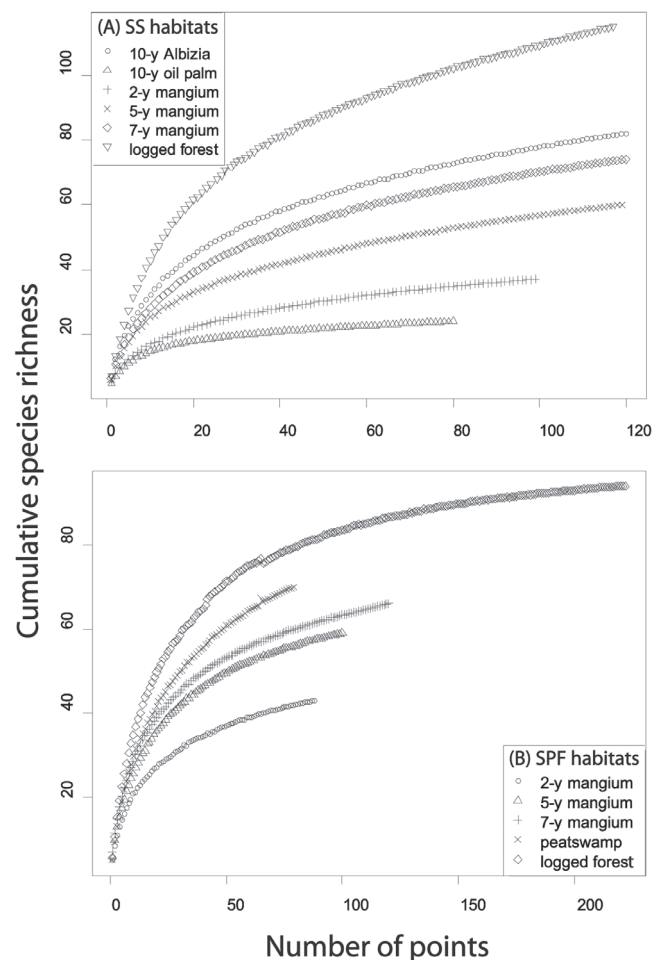 (A) SS habitats
10-y Albizia
10-y oil palm
2-y mangium
5-y mangium
7-y mangium
logged forest
100
80
60
40
20
0 20 40 60 80 100 120
Cumulative species richness
80
60
40
20
(B) SPF habitats
2-y mangium
5-y mangium
7-y mangium
peatswamp
logged forest
0 50 100 150 200
Number of points